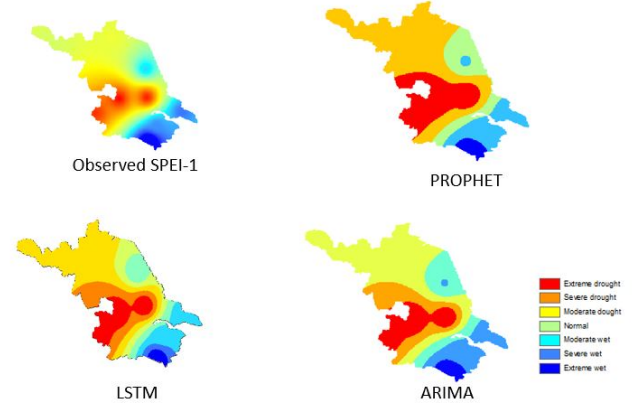 Observed SPEI-1
PROPHET
LSTM
ARIMA
Extreme drought
Severe drought
Moderate dought
Normal
Moderate wet
Severe wet
Extreme wet